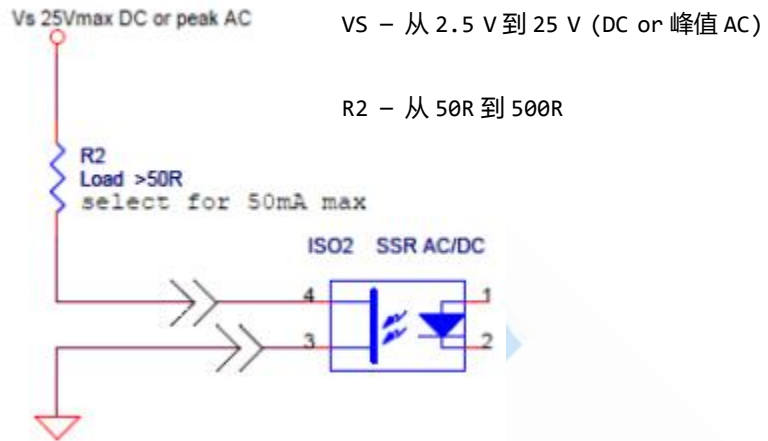 Vs 25Vmax DC or peak AC
VS – 从 2.5 V 到 25 V (DC or 峰值 AC)
R2 – 从 50R 到 500R
R2
Load >50R
select for 50mA max
ISO2 SSR AC/DC
4
1
3
2